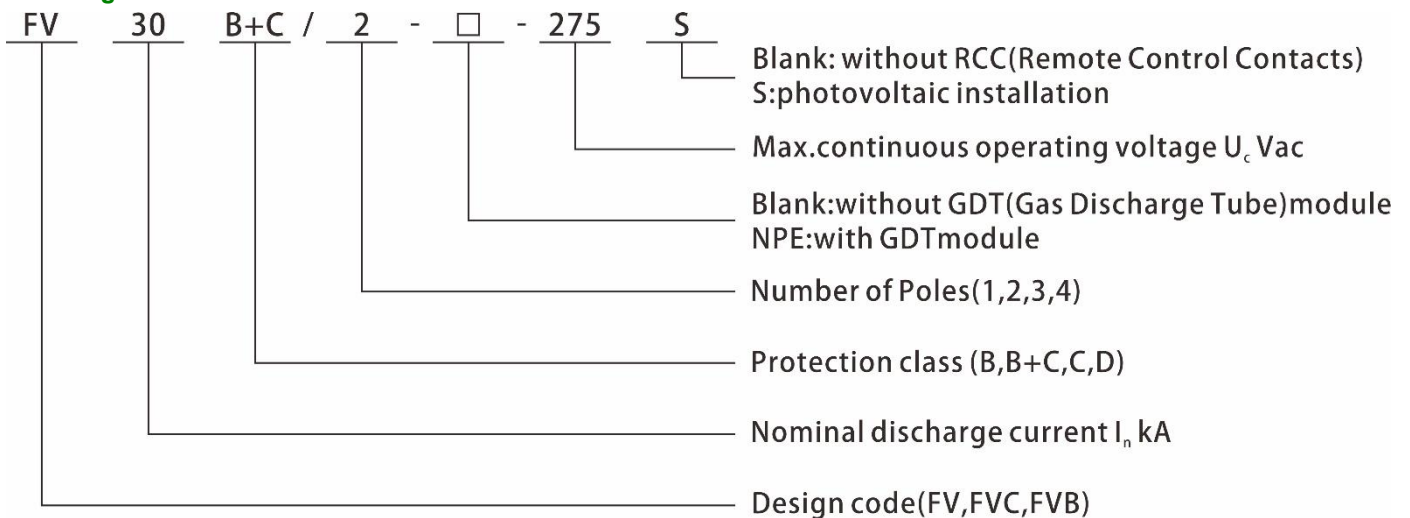 FV 30 B+C / 2 - □ - 275 S
Blank: without RCC(Remote Control Contacts)
S:photovoltaic installation
Max.continuous operating voltage Uc Vac
Blank:without GDT(Gas Discharge Tube)module
NPE:with GDTmodule
Number of Poles(1,2,3,4)
Protection class (B,B+C,C,D)
Nominal discharge current In kA
Design code(FV,FVC,FVB)